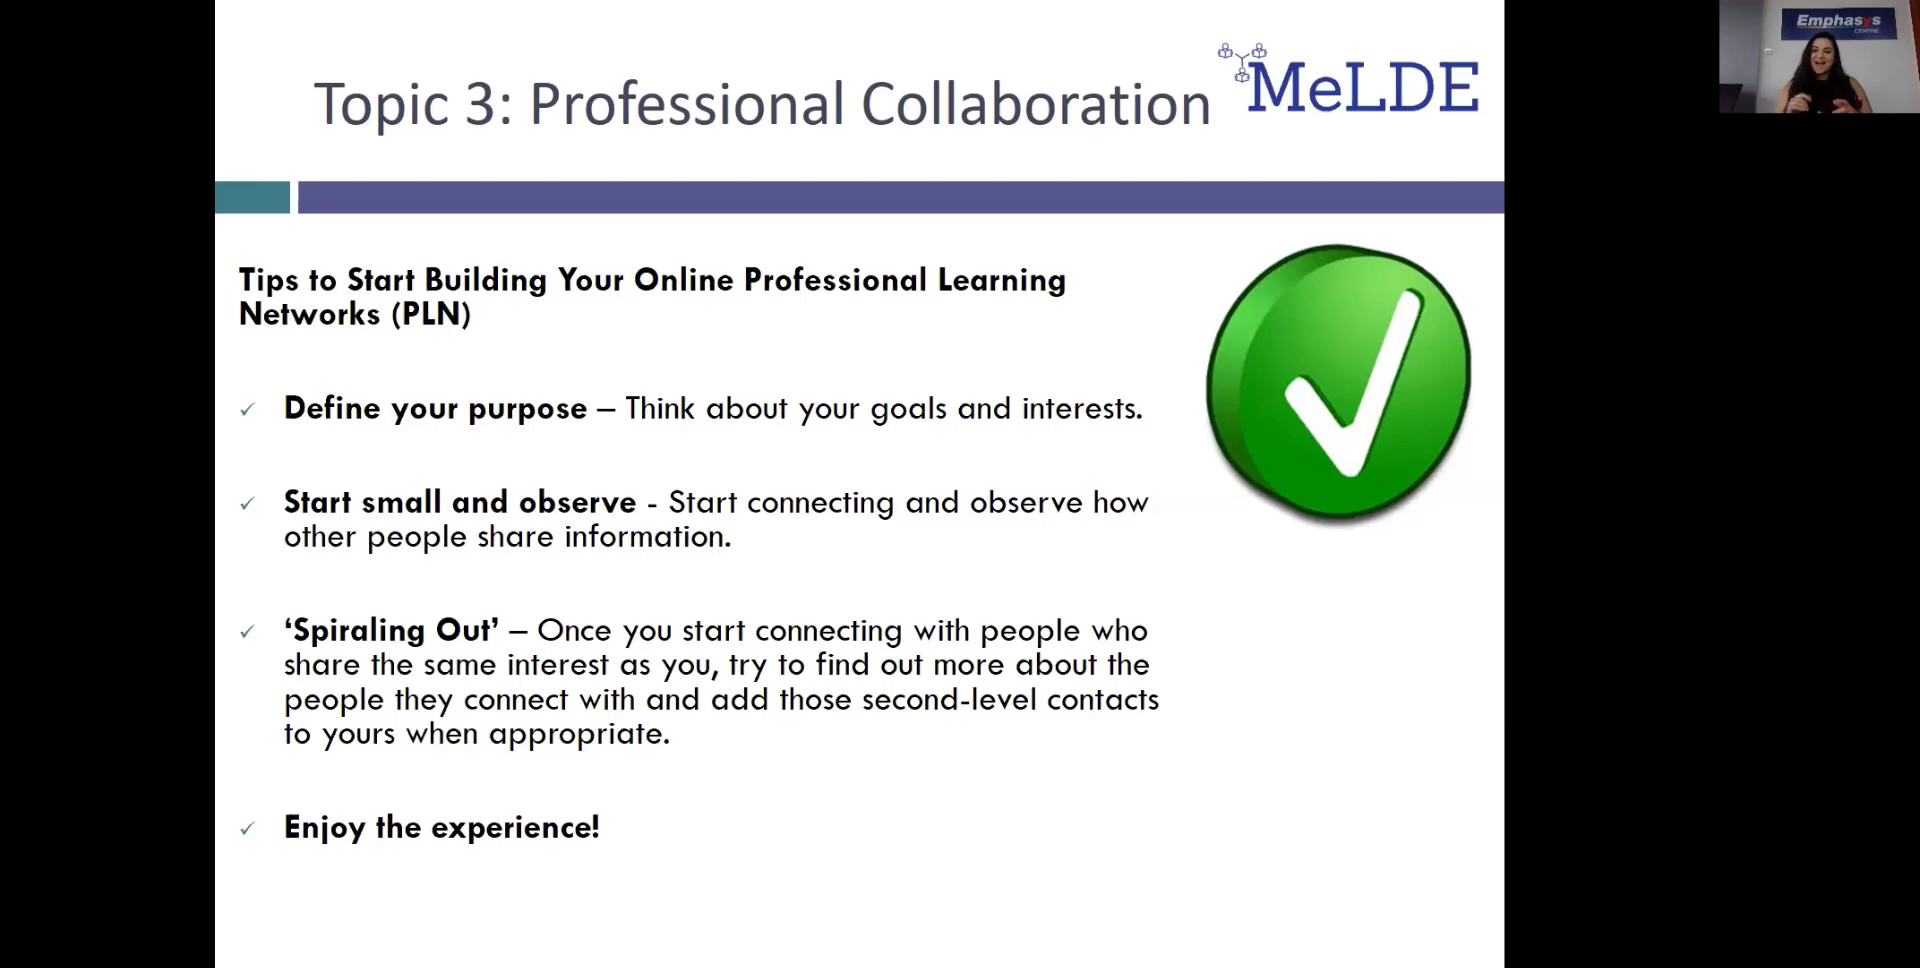 Topic 3: Professional Collaboration
MeLDE
Emphasys
CENTRE
Tips to Start Building Your Online Professional Learning
Networks (PLN)
✓ Define your purpose – Think about your goals and interests.
✓ Start small and observe - Start connecting and observe how
other people share information.
✓ ‘Spiraling Out’ – Once you start connecting with people who
share the same interest as you, try to find out more about the
people they connect with and add those second-level contacts
to yours when appropriate.
✓ Enjoy the experience!